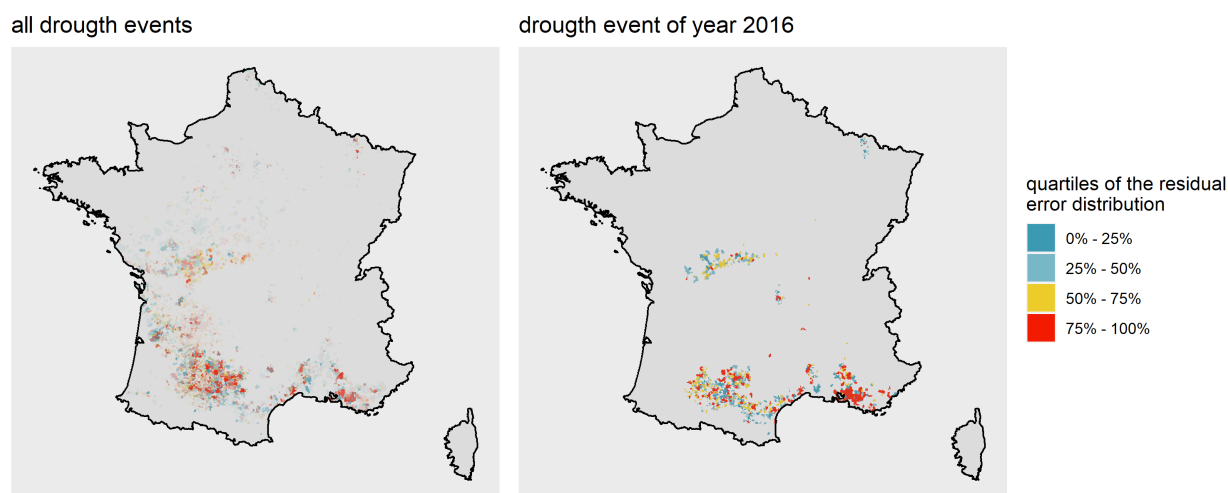 all drougth events
drougth event of year 2016
quartiles of the residual
error distribution
0% - 25%
25% - 50%
50% - 75%
75% - 100%